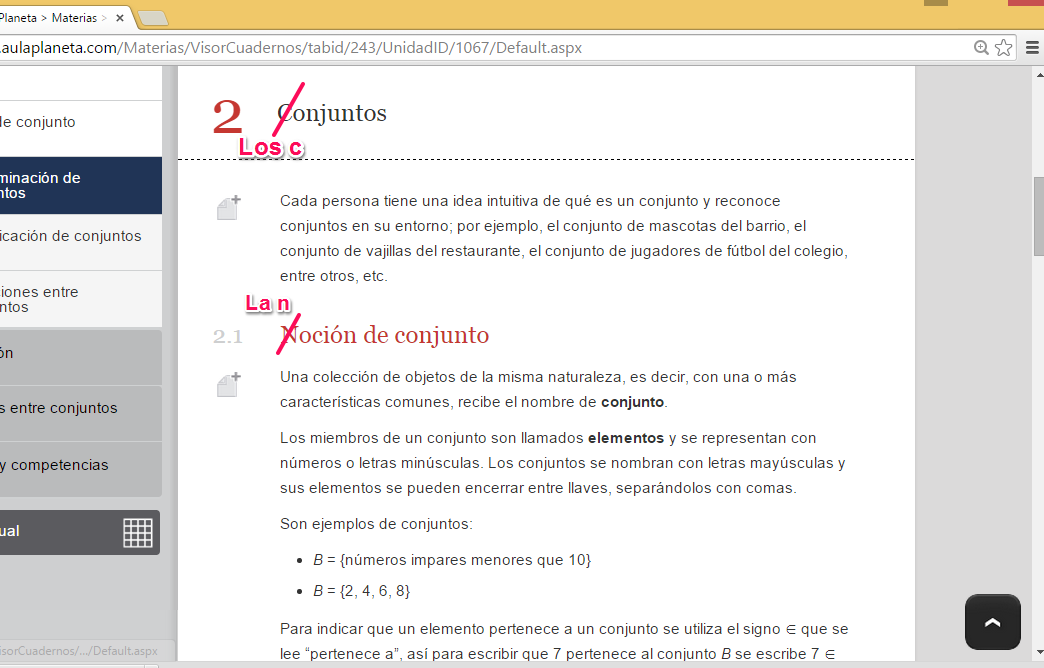 Planeta > Materias >
.aulaplaneta.com/Materias/VisorCuadernos/tabid/243/UnidadID/1067/Default.aspx
de conjunto
minación de
ntos
icación de conjuntos
iones entre
ntos
ón
s entre conjuntos
y competencias
ual
isorCuadernos/.../Default.aspx
2 Conjuntos
Los c
Cada persona tiene una idea intuitiva de qué es un conjunto y reconoce
conjuntos en su entorno; por ejemplo, el conjunto de mascotas del barrio, el
conjunto de vajillas del restaurante, el conjunto de jugadores de fútbol del colegio,
entre otros, etc.
La n
2.1 Noción de conjunto
Una colección de objetos de la misma naturaleza, es decir, con una o más
características comunes, recibe el nombre de conjunto.
Los miembros de un conjunto son llamados elementos y se representan con
números o letras minúsculas. Los conjuntos se nombran con letras mayúsculas y
sus elementos se pueden encerrar entre llaves, separándolos con comas.
Son ejemplos de conjuntos:
• B = {números impares menores que 10}
• B = {2, 4, 6, 8}
Para indicar que un elemento pertenece a un conjunto se utiliza el signo ∈ que se
lee “pertenece a”, así para escribir que 7 pertenece al conjunto B se escribe 7 ∈